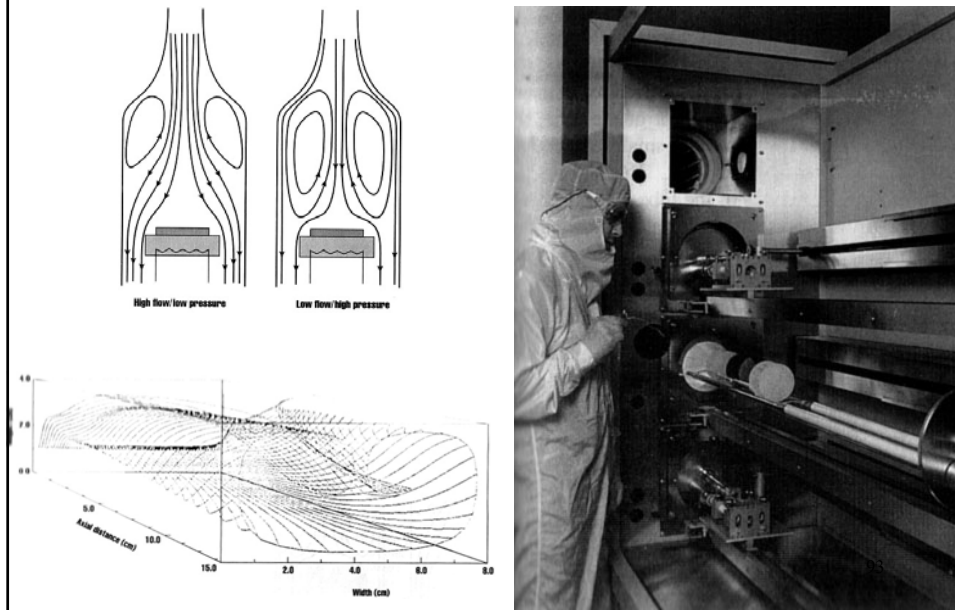 High flow/low pressure
Low flow/high pressure
4.0
2.0
0.0
5.0
10.0
15.0
Axial distance (cm)
2.0
4.0
6.0
8.0
Width (cm)
93